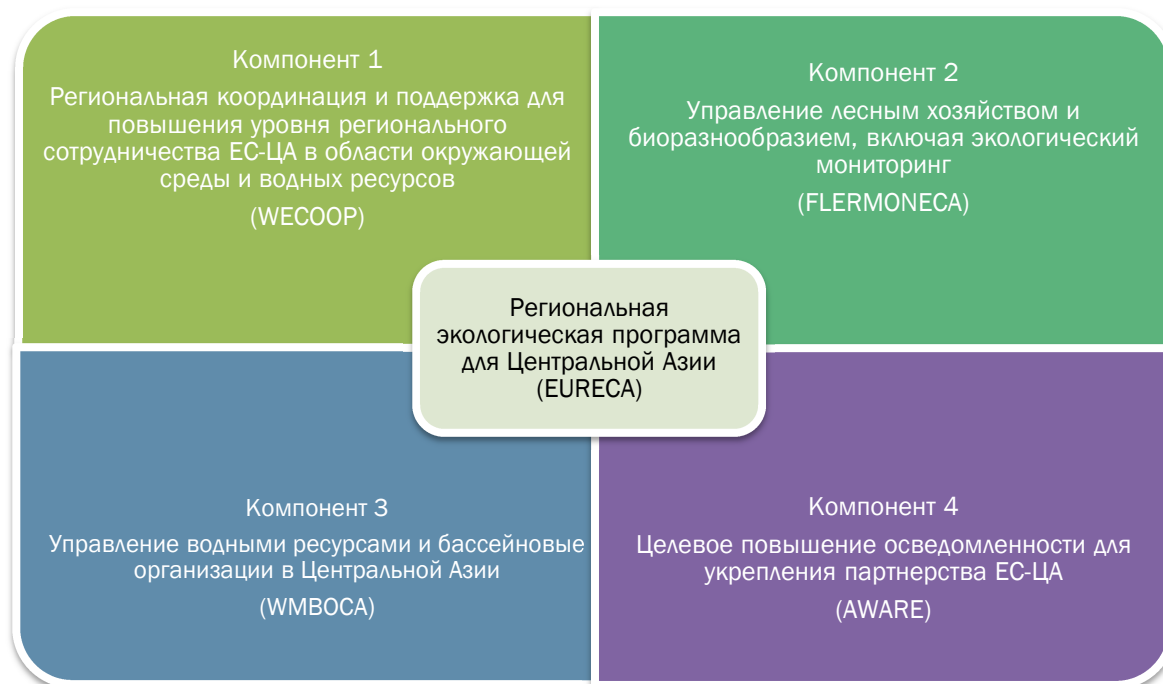 Компонент 1
Региональная координация и поддержка для
повышения уровня регионального
сотрудничества ЕС-ЦА в области окружающей
среды и водных ресурсов
(WECOOP)
Компонент 2
Управление лесным хозяйством и
биоразнообразием, включая экологический
мониторинг
(FLERMONECA)
Региональная
экологическая программа
для Центральной Азии
(EURECA)
Компонент 3
Управление водными ресурсами и бассейновые
организации в Центральной Азии
(WMBOCA)
Компонент 4
Целевое повышение осведомленности для
укрепления партнерства ЕС-ЦА
(AWARE)